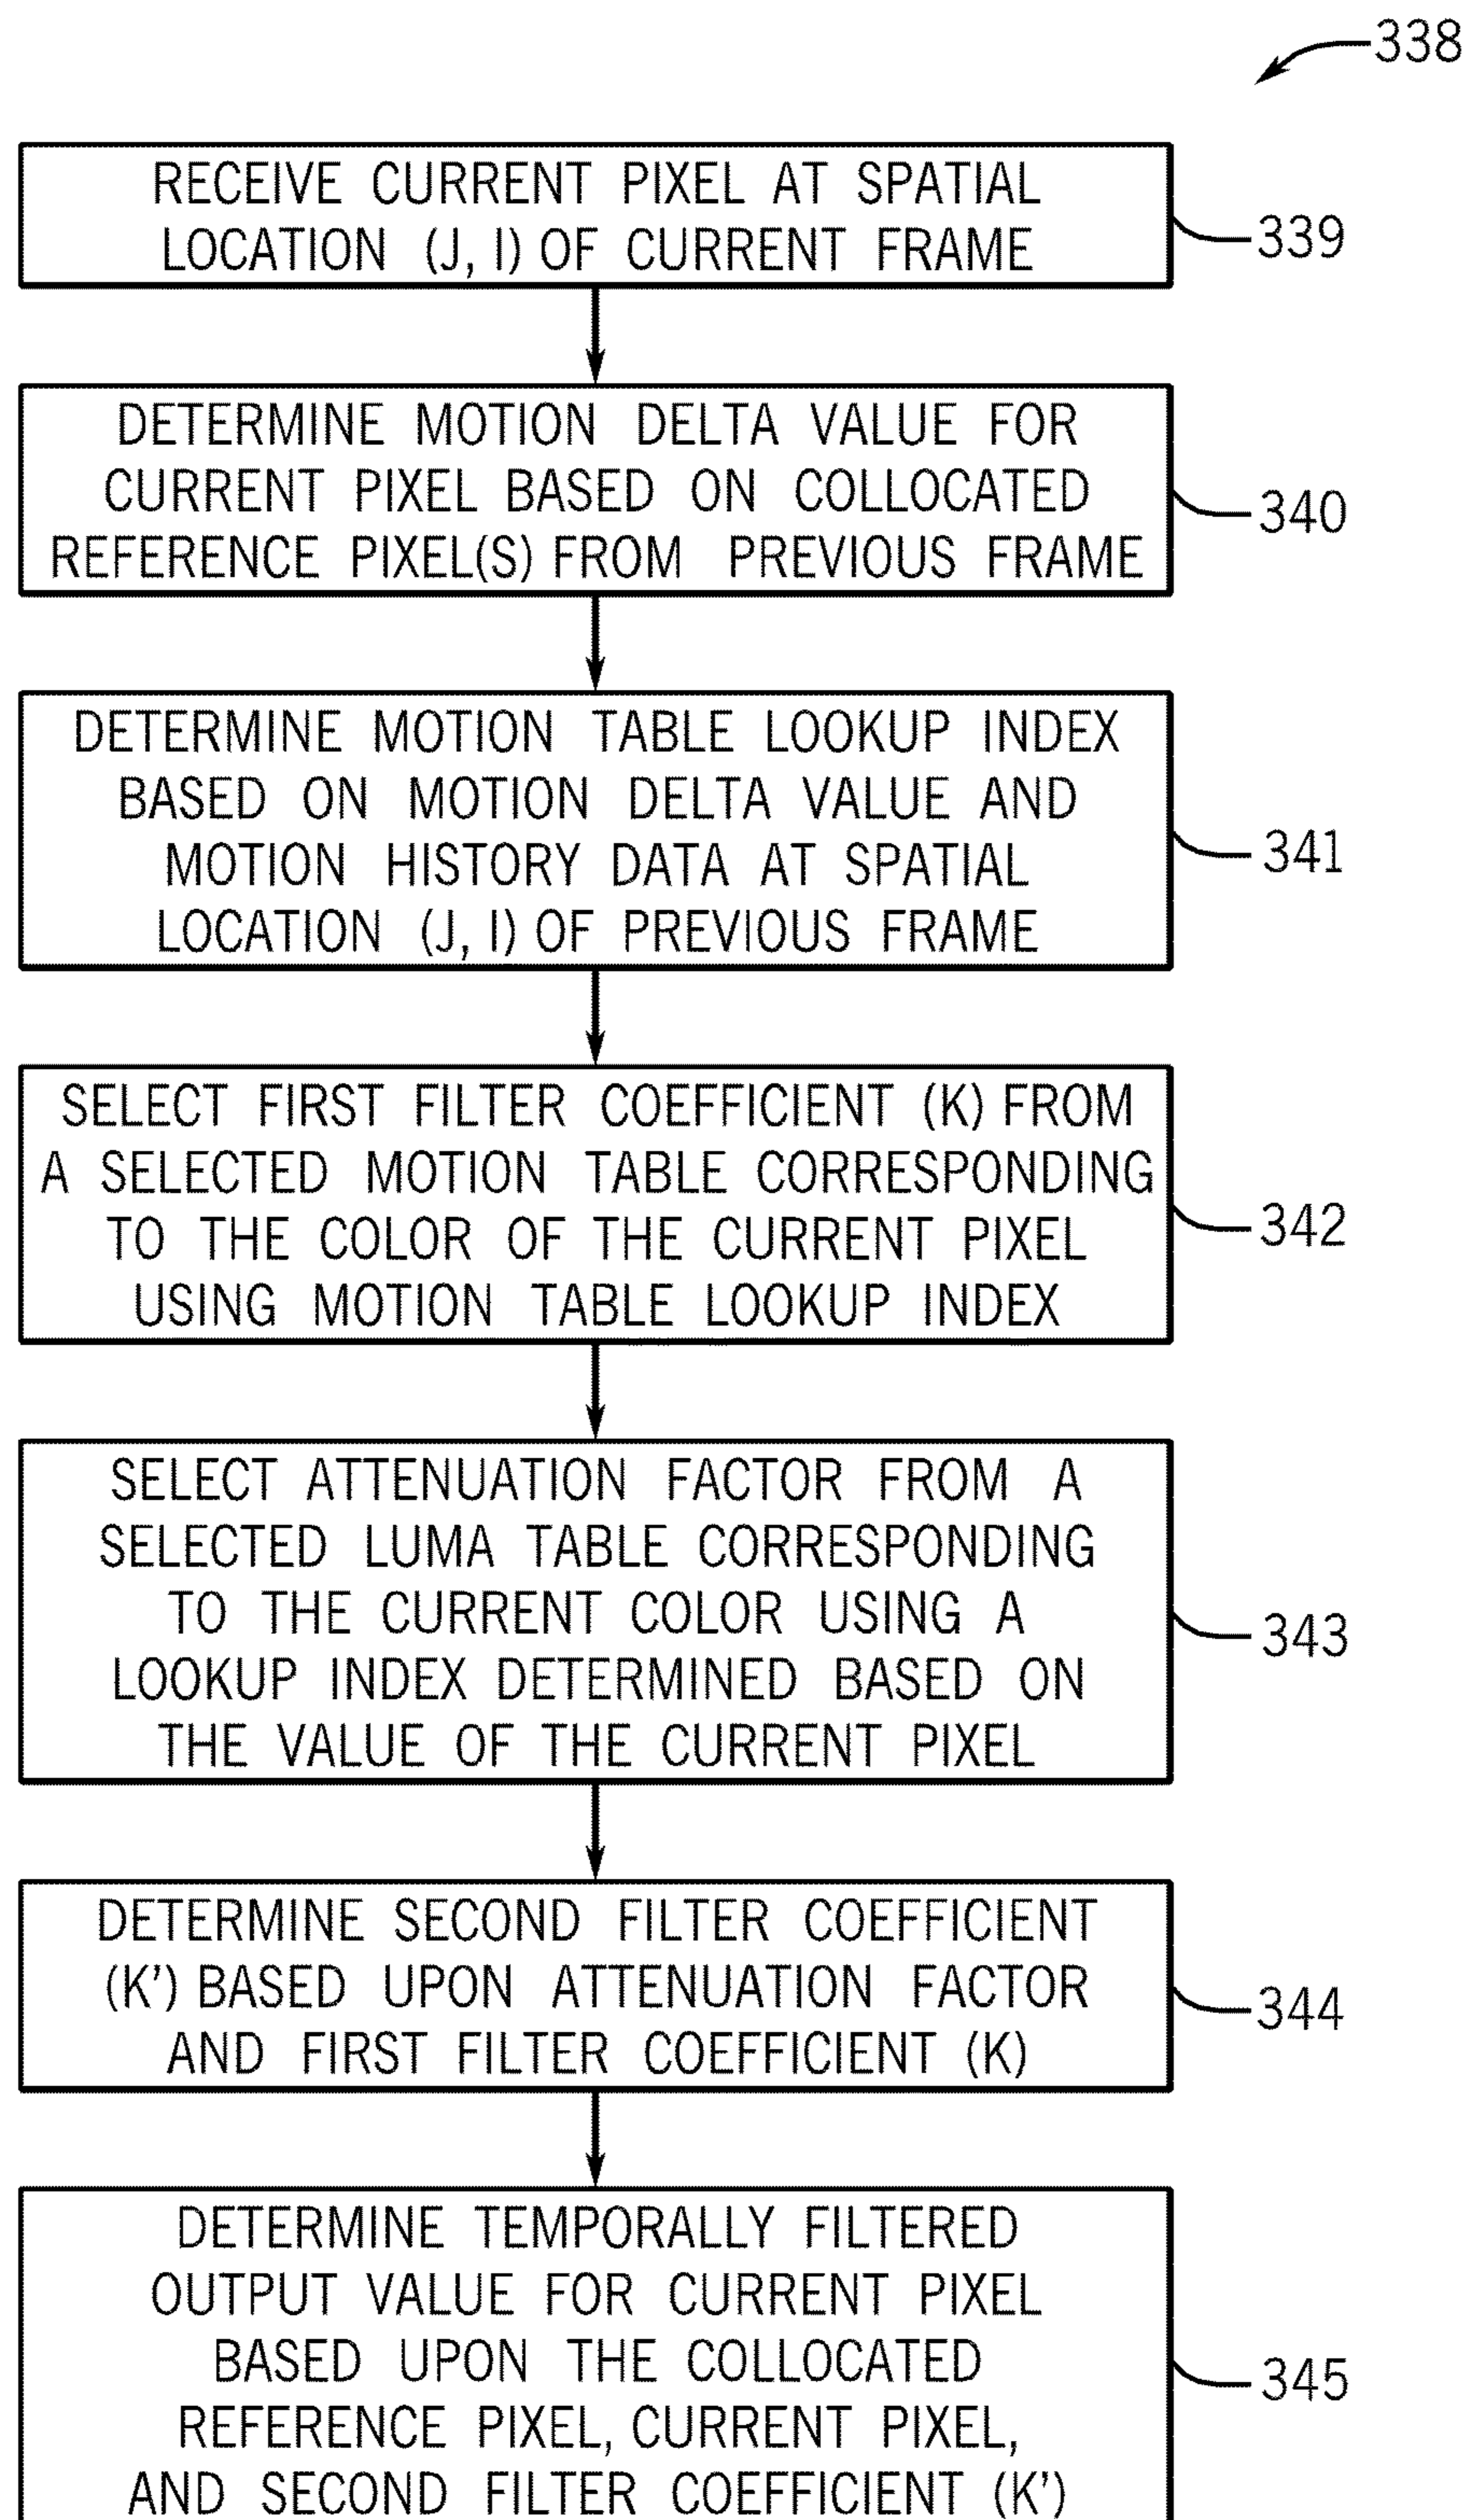 338
RECEIVE CURRENT PIXEL AT SPATIAL
LOCATION (J, I) OF CURRENT FRAME
339
DETERMINE MOTION DELTA VALUE FOR
CURRENT PIXEL BASED ON COLLOCATED
REFERENCE PIXEL(S) FROM PREVIOUS FRAME
340
DETERMINE MOTION TABLE LOOKUP INDEX
BASED ON MOTION DELTA VALUE AND
MOTION HISTORY DATA AT SPATIAL
LOCATION (J, I) OF PREVIOUS FRAME
341
SELECT FIRST FILTER COEFFICIENT (K) FROM
A SELECTED MOTION TABLE CORRESPONDING
TO THE COLOR OF THE CURRENT PIXEL
USING MOTION TABLE LOOKUP INDEX
342
SELECT ATTENUATION FACTOR FROM A
SELECTED LUMA TABLE CORRESPONDING
TO THE CURRENT COLOR USING A
LOOKUP INDEX DETERMINED BASED ON
THE VALUE OF THE CURRENT PIXEL
343
DETERMINE SECOND FILTER COEFFICIENT
(K') BASED UPON ATTENUATION FACTOR
AND FIRST FILTER COEFFICIENT (K)
344
DETERMINE TEMPORALLY FILTERED
OUTPUT VALUE FOR CURRENT PIXEL
BASED UPON THE COLLOCATED
REFERENCE PIXEL, CURRENT PIXEL,
AND SECOND FILTER COEFFICIENT (K')
345